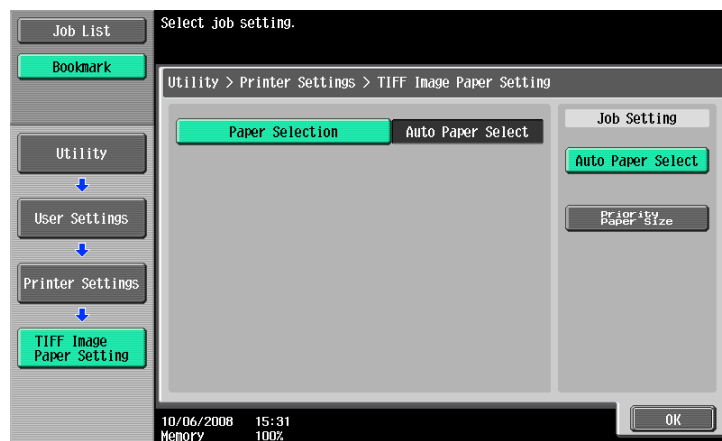 Job List
Bookmark
Utility
User Settings
Printer Settings
TIFF Image
Paper Setting
Select job setting.
Utility > Printer Settings > TIFF Image Paper Setting
Paper Selection
Auto Paper Select
Job Setting
Auto Paper Select
Priority
Paper Size
10/06/2008 15:31
Memory 100%
OK